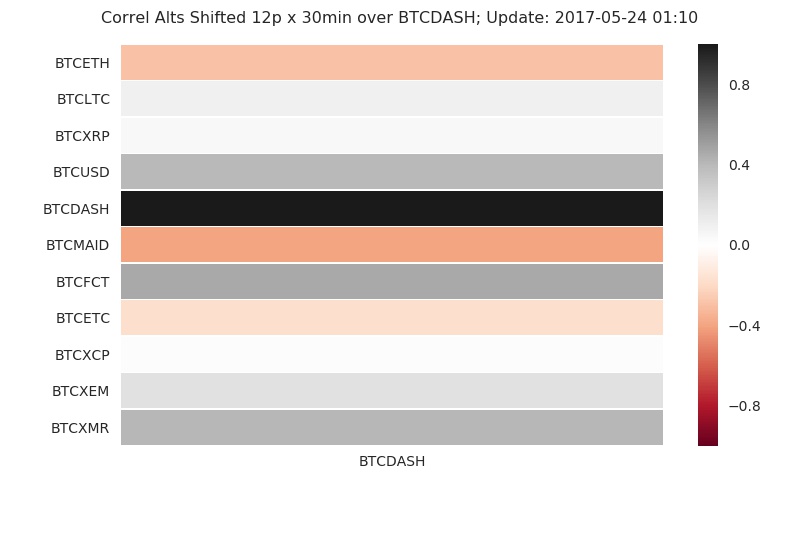 Correl Alts Shifted 12p x 30min over BTCDASH; Update: 2017-05-24 01:10
BTCETH
BTCLTC
BTCXRP
BTCUSD
BTCDASH
BTCMAID
BTCFCT
BTCETC
BTCXCP
BTCXEM
BTCXMR
BTCDASH
0.8
0.4
0.0
−0.4
−0.8